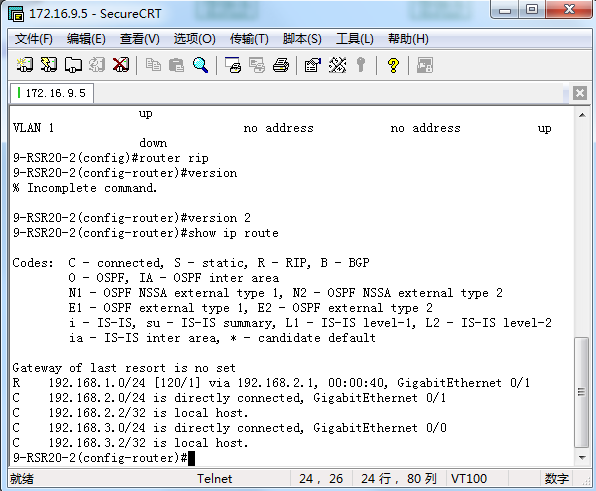 172.16.9.5 - SecureCRT
文件(F) 编辑(E) 查看(V) 选项(O) 传输(T) 脚本(S) 工具(L) 帮助(H)
172.16.9.5
up
VLAN 1 no address no address up
down
9-RSR20-2(config)#router rip
9-RSR20-2(config-router)#version
% Incomplete command.
9-RSR20-2(config-router)#version 2
9-RSR20-2(config-router)#show ip route
Codes: C - connected, S - static, R - RIP, B - BGP
O - OSPF, IA - OSPF inter area
N1 - OSPF NSSA external type 1, N2 - OSPF NSSA external type 2
E1 - OSPF external type 1, E2 - OSPF external type 2
i - IS-IS, su - IS-IS summary, L1 - IS-IS level-1, L2 - IS-IS level-2
ia - IS-IS inter area, * - candidate default
Gateway of last resort is no set
R 192.168.1.0/24 [120/1] via 192.168.2.1, 00:00:40, GigabitEthernet 0/1
C 192.168.2.0/24 is directly connected, GigabitEthernet 0/1
C 192.168.2.2/32 is local host.
C 192.168.3.0/24 is directly connected, GigabitEthernet 0/0
C 192.168.3.2/32 is local host.
9-RSR20-2(config-router)#
就绪 Telnet 24, 26 24 行, 80 列 VT100 数字